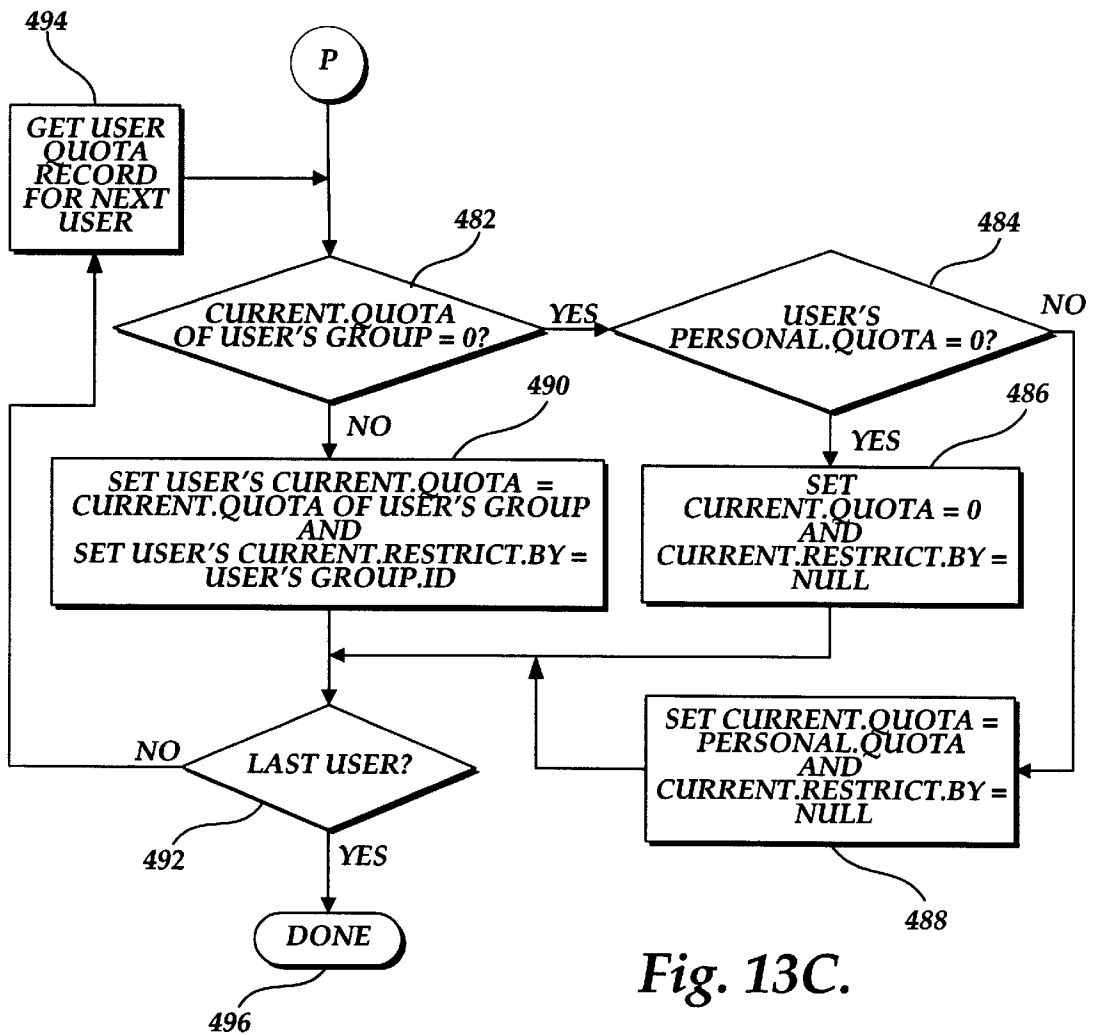 494
P
GET USER
QUOTA
RECORD
FOR NEXT
USER
482
484
CURRENT.QUOTA
OF USER'S GROUP = 0?
YES
USER'S
PERSONAL.QUOTA = 0?
NO
490
486
NO
YES
SET USER'S CURRENT.QUOTA =
CURRENT.QUOTA OF USER'S GROUP
AND
SET USER'S CURRENT.RESTRICT.BY =
USER'S GROUP.ID
SET
CURRENT.QUOTA = 0
AND
CURRENT.RESTRICT.BY =
NULL
NO
LAST USER?
SET CURRENT.QUOTA =
PERSONAL.QUOTA
AND
CURRENT.RESTRICT.BY =
NULL
492
YES
488
DONE
496
Fig. 13C.